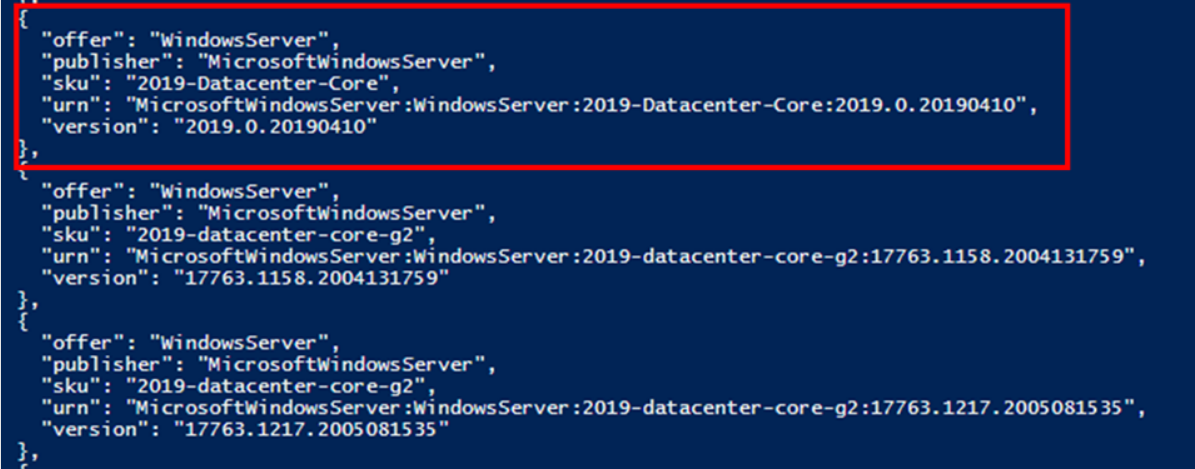 },
{
"offer": "WindowsServer",
"publisher": "MicrosoftWindowsServer",
"sku": "2019-Datacenter-Core",
"urn": "MicrosoftWindowsServer:WindowsServer:2019-Datacenter-Core:2019.0.20190410",
"version": "2019.0.20190410"
},
{
"offer": "WindowsServer",
"publisher": "MicrosoftWindowsServer",
"sku": "2019-datacenter-core-g2",
"urn": "MicrosoftWindowsServer:WindowsServer:2019-datacenter-core-g2:17763.1158.2004131759",
"version": "17763.1158.2004131759"
},
{
"offer": "WindowsServer",
"publisher": "MicrosoftWindowsServer",
"sku": "2019-datacenter-core-g2",
"urn": "MicrosoftWindowsServer:WindowsServer:2019-datacenter-core-g2:17763.1217.2005081535",
"version": "17763.1217.2005081535"
},
{